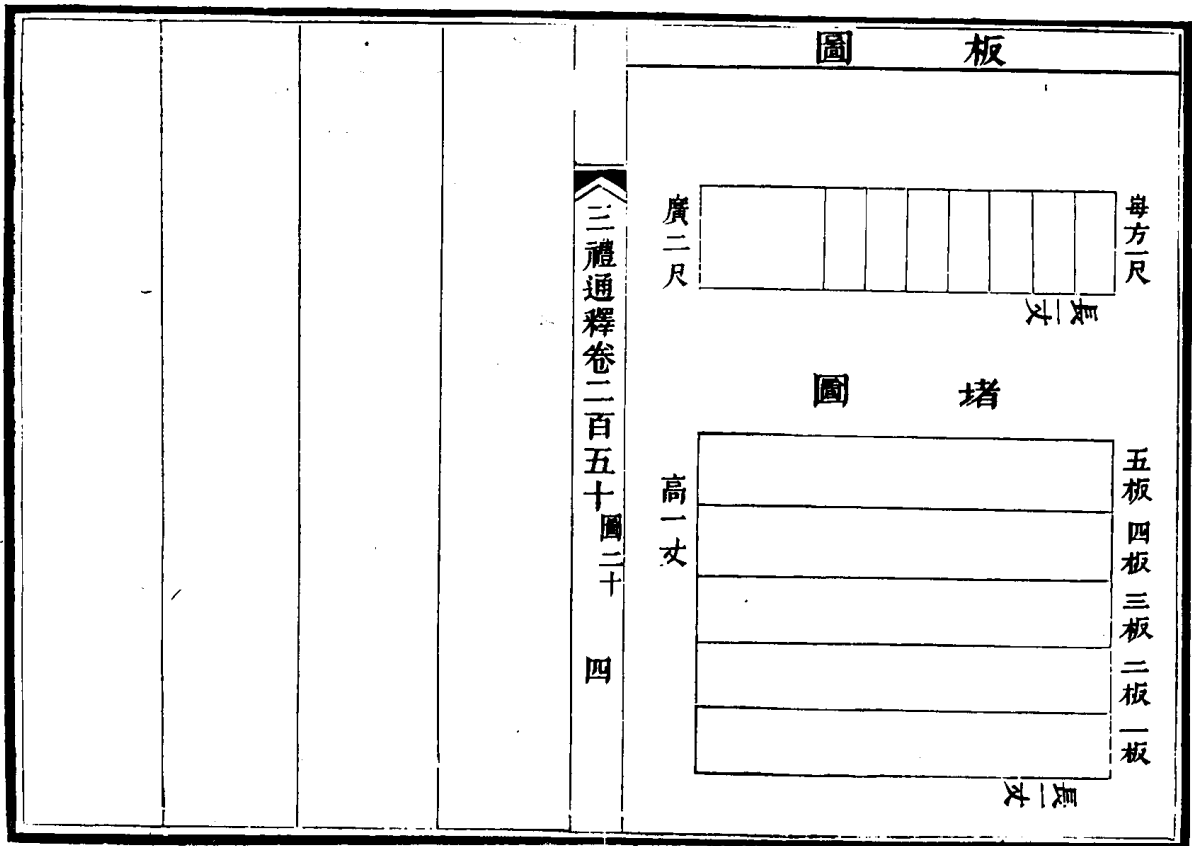 板圖
每方一尺
長一丈
廣二尺
堵圖
五板
四板
三板
二板
一板
高一丈
長一丈
三禮通釋卷二百五十 圖二十 四